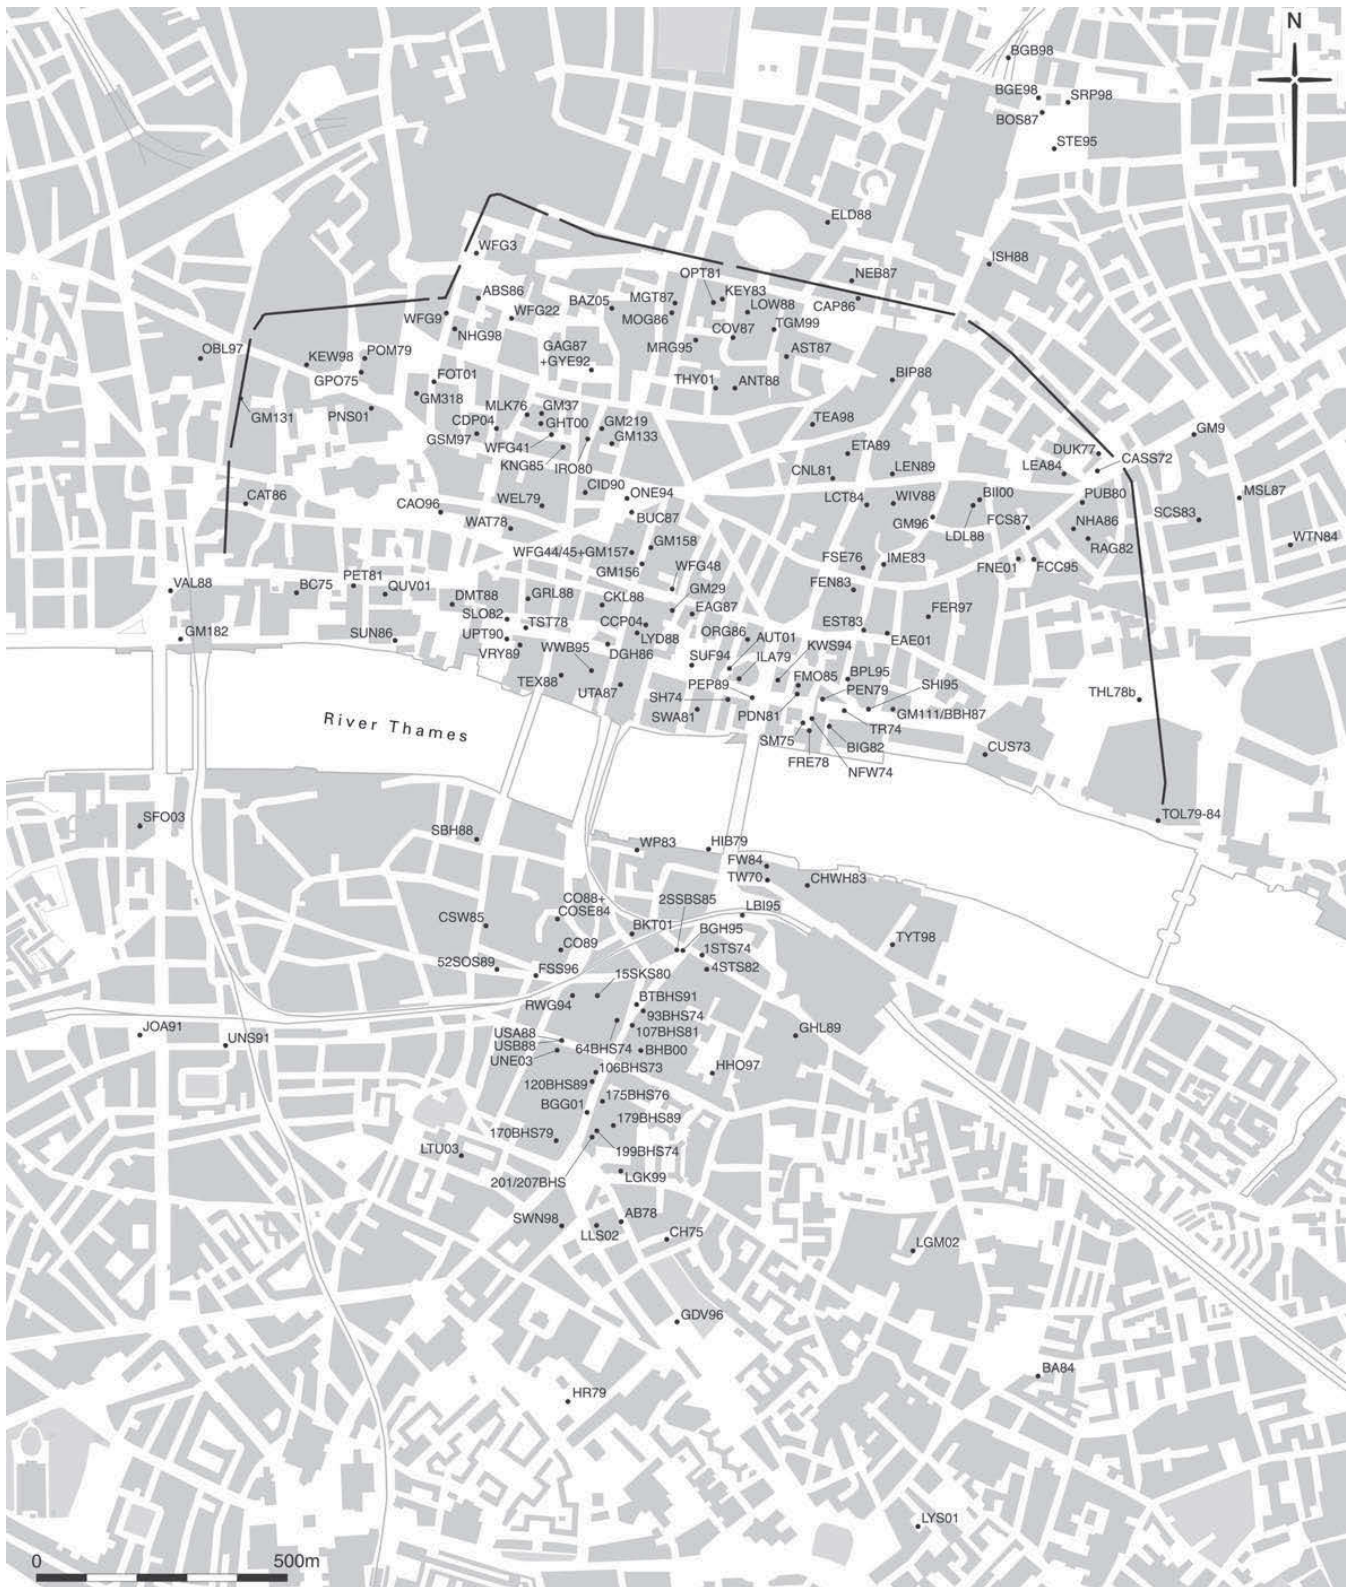 N
BGB98
BGE98
SRP98
BOS87
STE95
ELD88
WFG3
ISH88
OPT81
NEB87
ABS86
BAZ05
MGT87
KEY83
CAP86
WFG9
WFG22
MOG86
LOW88
NHG98
COV87
TGM99
OBL97
KEW98
POM79
GAG87
+GYE92
MRG95
AST87
GPO75
FOT01
THY01
ANT88
BIP88
GM131
PNS01
GM318
MLK76
GM37
CDP04
GHT00
GM219
TEA98
GM9
GSM97
WFG41
GM133
DUK77
KNG85
IRO80
ETA89
CASS72
CNL81
LEN89
LEA84
CAT86
CAO96
WEL79
CID90
ONE94
LCT84
WIV88
BII00
PUB80
MSL87
WAT78
BUC87
GM96
LDL88
FCS87
NHA86
SCS83
WFG44/45+GM157
GM158
RAG82
WTN84
GM156
WFG48
FSE76
IME83
FNE01
FCC95
VAL88
BC75
PET81
QUV01
DMT88
GRL88
CKL88
GM29
FEN83
SLO82
EAG87
FER97
GM182
SUN86
TST78
CCP04
LYD88
ORG86
AUT01
EST83
EAE01
UPT90
VRY89
WWB95
DGH86
SUF94
ILA79
KWS94
TEX88
UTA87
PEP89
FMO85
BPL95
SH74
PEN79
SHI95
THL78b
River Thames
SWA81
PDN81
GM111/BBH87
SM75
TR74
BIG82
CUS73
FRE78
NFW74
SFO03
TOL79-84
SBH88
WP83
HIB79
FW84
TW70
CHWH83
CO88+
COSE84
2SSBS85
LBI95
CSW85
BKT01
BGH95
TYT98
CO89
1STS74
52SOS89
FSS96
15SKS80
4STS82
RWG94
BTBHS91
93BHS74
JOA91
UNS91
USA88
107BHS81
GHL89
USB88
64BHS74
BHB00
UNE03
106BHS73
HHO97
120BHS89
175BHS76
BGG01
179BHS89
170BHS79
LTU03
199BHS74
201/207BHS
LGK99
SWN98
AB78
LLS02
CH75
LGM02
GDV96
BA84
HR79
LYS01
0 500m